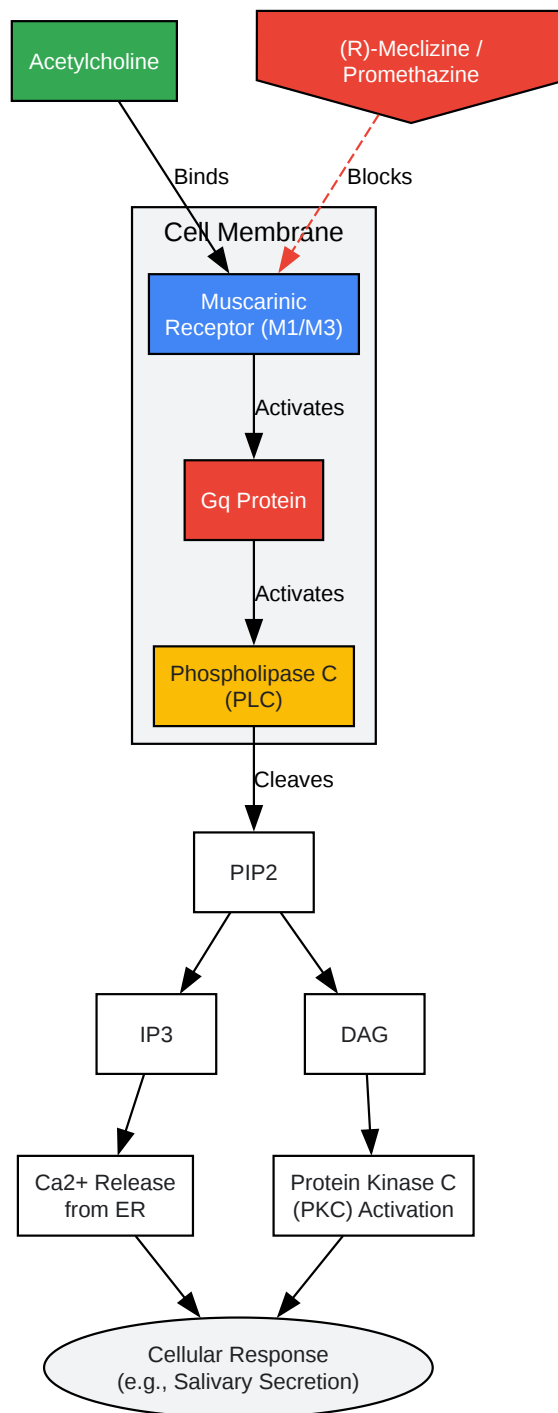 Acetylcholine
(R)-Meclizine /
Promethazine
Binds
Blocks
Cell Membrane
Muscarinic
Receptor (M1/M3)
Activates
Gq Protein
Activates
Phospholipase C
(PLC)
Cleaves
PIP2
IP3
DAG
Ca2+ Release
from ER
Protein Kinase C
(PKC) Activation
Cellular Response
(e.g., Salivary Secretion)